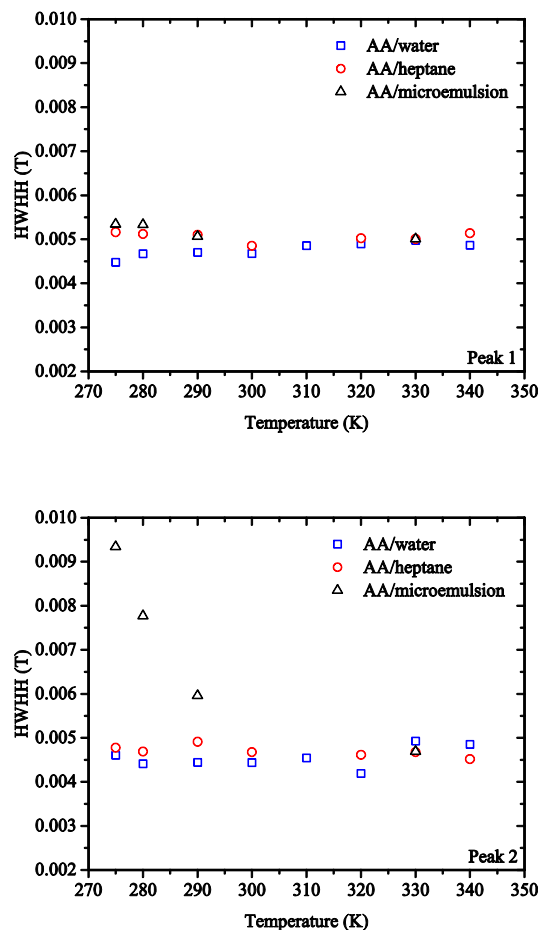 0.010
0.009
0.008
0.007
0.006
0.005
0.004
0.003
0.002
HWHH (T)
AA/water
AA/heptane
AA/microemulsion
Peak 1
270 280 290 300 310 320 330 340 350
Temperature (K)
0.010
0.009
0.008
0.007
0.006
0.005
0.004
0.003
0.002
HWHH (T)
AA/water
AA/heptane
AA/microemulsion
Peak 2
270 280 290 300 310 320 330 340 350
Temperature (K)